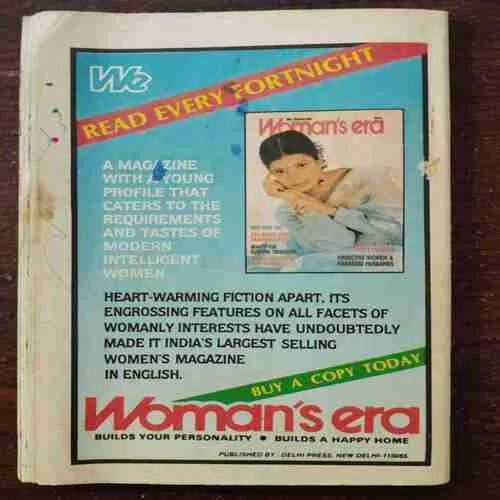 We
READ EVERY FORTNIGHT
Woman's era
A MAGAZINE
WITH A YOUNG
PROFILE THAT
CATERS TO THE
REQUIREMENTS
AND TASTES OF
MODERN
INTELLIGENT
WOMEN.
HEART-WARMING FICTION APART. ITS
ENGROSSING FEATURES ON ALL FACETS OF
WOMANLY INTERESTS HAVE UNDOUBTEDLY
MADE IT INDIA'S LARGEST SELLING
WOMEN'S MAGAZINE
IN ENGLISH.
BUY A COPY TODAY
Woman's era
BUILDS YOUR PERSONALITY ● BUILDS A HAPPY HOME
PUBLISHED BY: DELHI PRESS, NEW DELHI-110055.